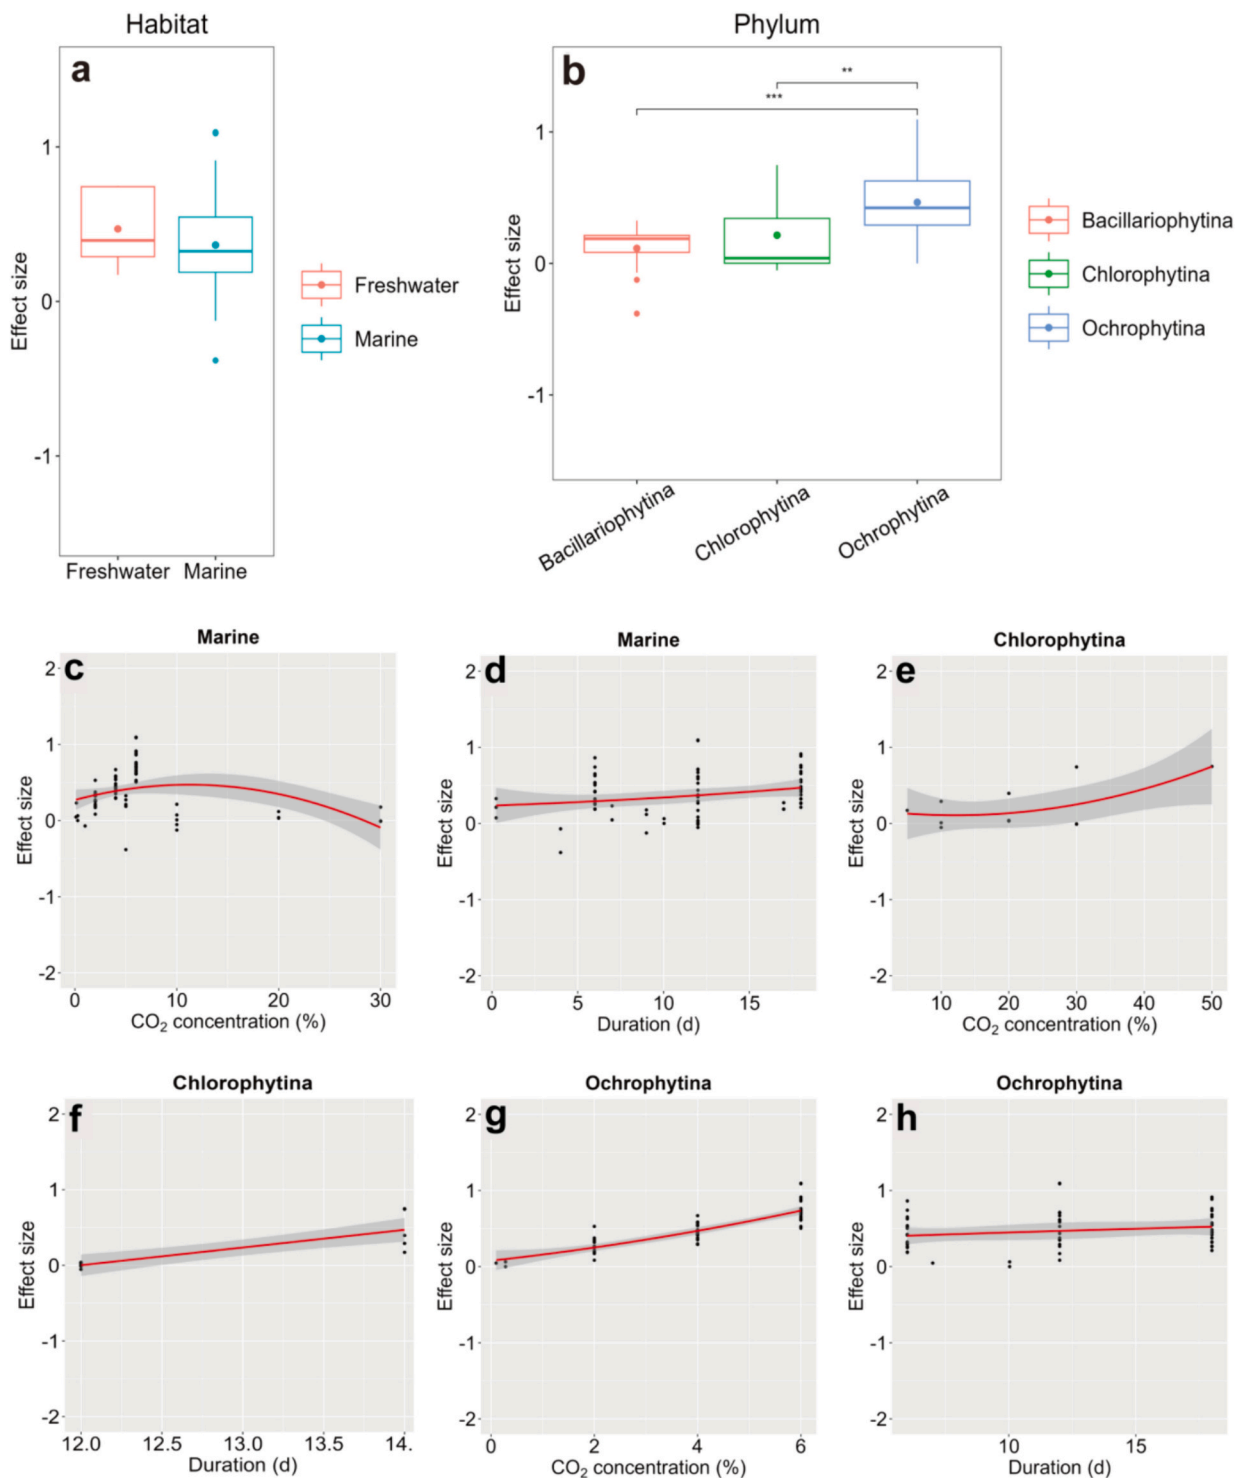 Habitat
Phylum
a
b
**
***
1
0
-1
Effect size
Freshwater
Marine
Freshwater Marine
1
0
-1
Effect size
Bacillariophytina
Chlorophytina
Ochrophytina
Bacillariophytina
Chlorophytina
Ochrophytina
Marine
c
2
1
0
-1
-2
Effect size
0 10 20 30
CO₂ concentration (%)
Marine
d
2
1
0
-1
-2
Effect size
0 5 10 15
Duration (d)
Chlorophytina
e
2
1
0
-1
-2
Effect size
10 20 30 40 50
CO₂ concentration (%)
Chlorophytina
f
2
1
0
-1
-2
Effect size
12.0 12.5 13.0 13.5 14.
Duration (d)
Ochrophytina
g
2
1
0
-1
-2
Effect size
0 2 4 6
CO₂ concentration (%)
Ochrophytina
h
2
1
0
-1
-2
Effect size
10 15
Duration (d)